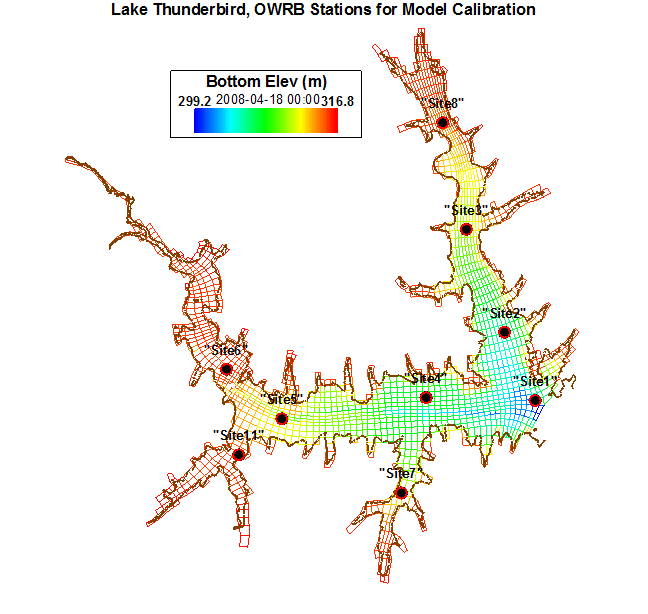 Lake Thunderbird, OWRB Stations for Model Calibration
Bottom Elev (m)
299.2 2008-04-18 00:00 316.8
"Site8"
"Site3"
"Site2"
"Site6"
"Site4"
"Site1"
"Site5"
"Site11"
"Site7"